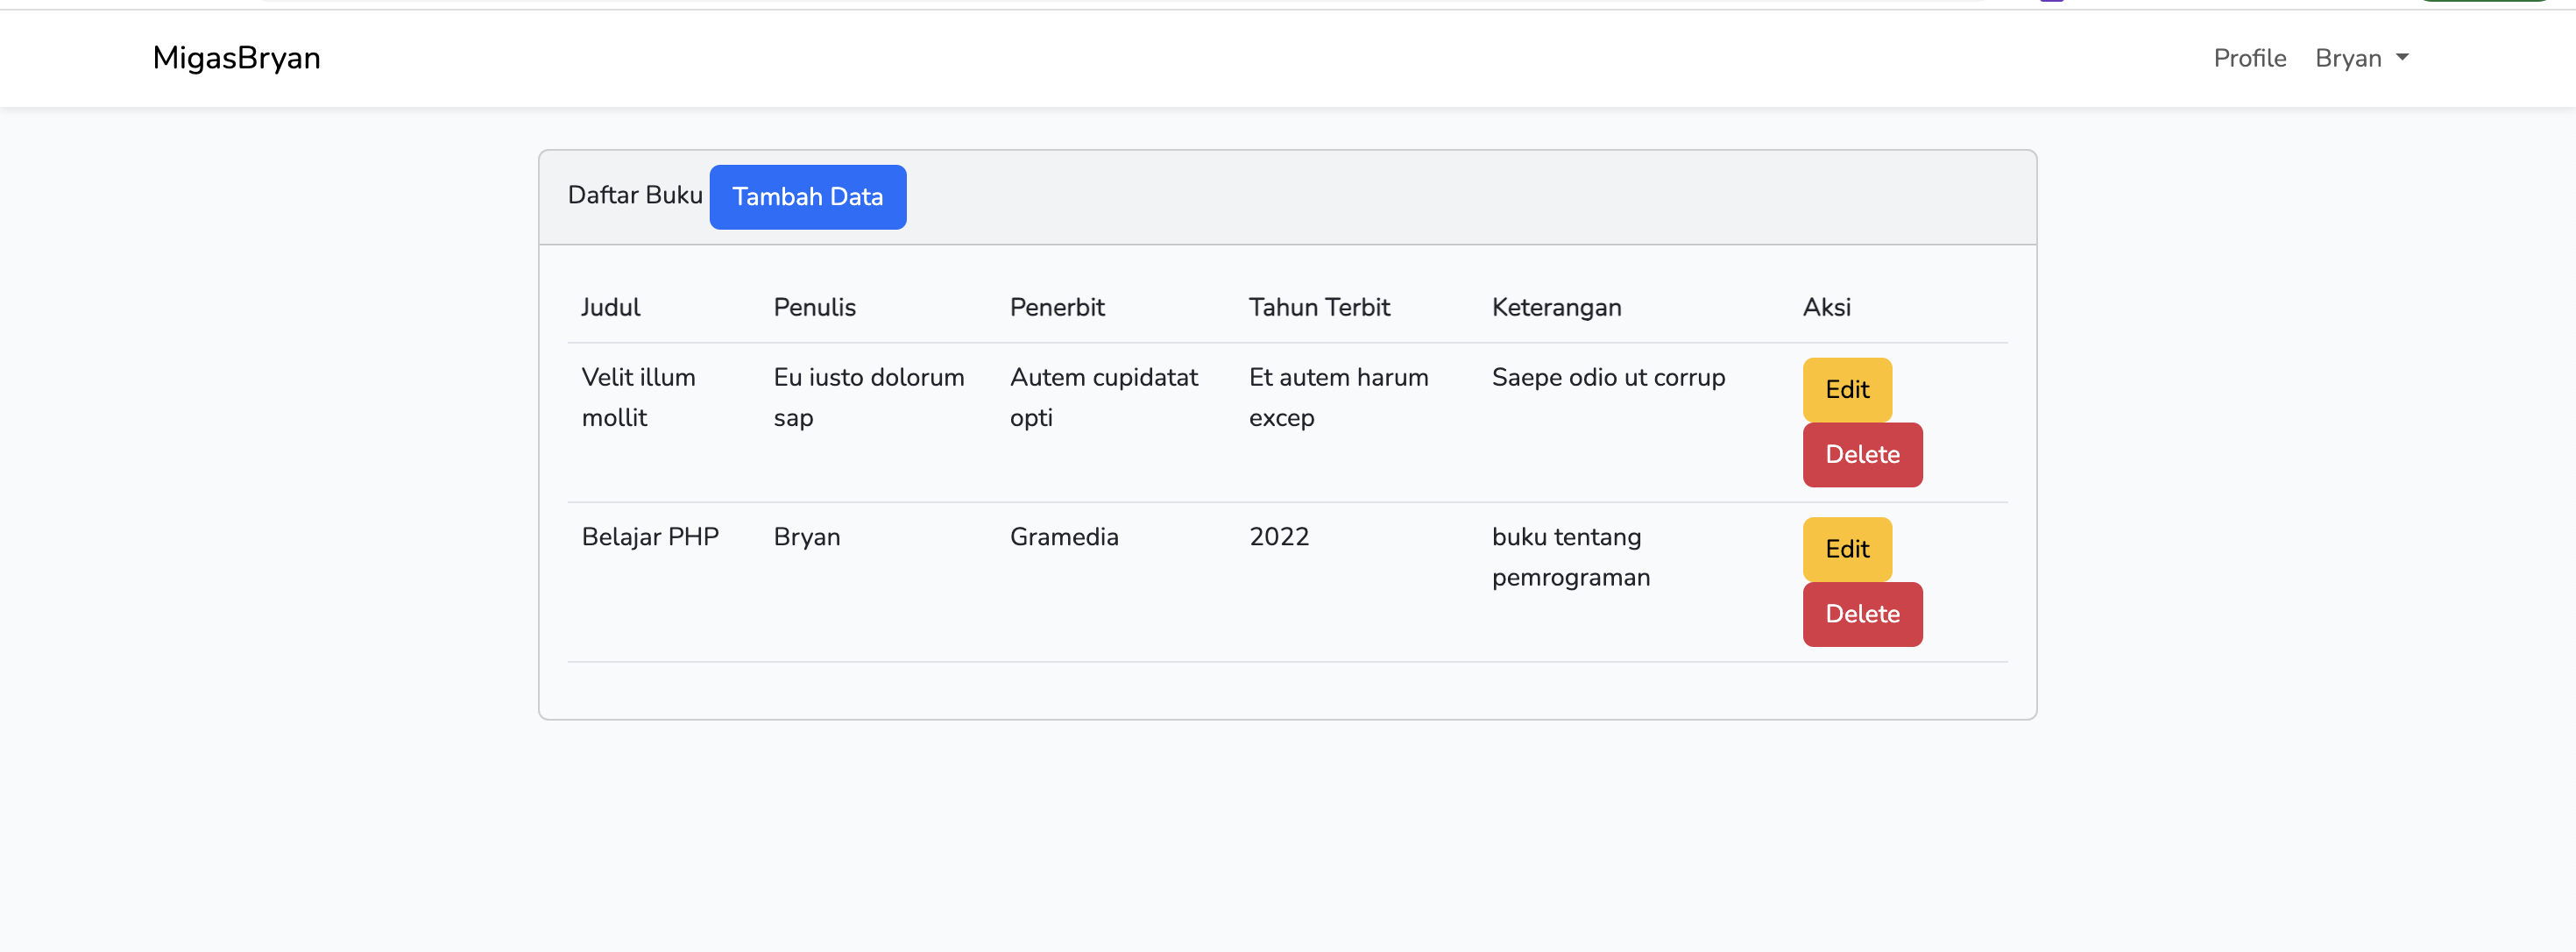 MigasBryan
Profile Bryan
Daftar Buku Tambah Data
Judul Penulis Penerbit Tahun Terbit Keterangan Aksi
Velit illum mollit Eu iusto dolorum sap Autem cupidatat opti Et autem harum excep Saepe odio ut corrup Edit
Delete
Belajar PHP Bryan Gramedia 2022 buku tentang pemrograman Edit
Delete